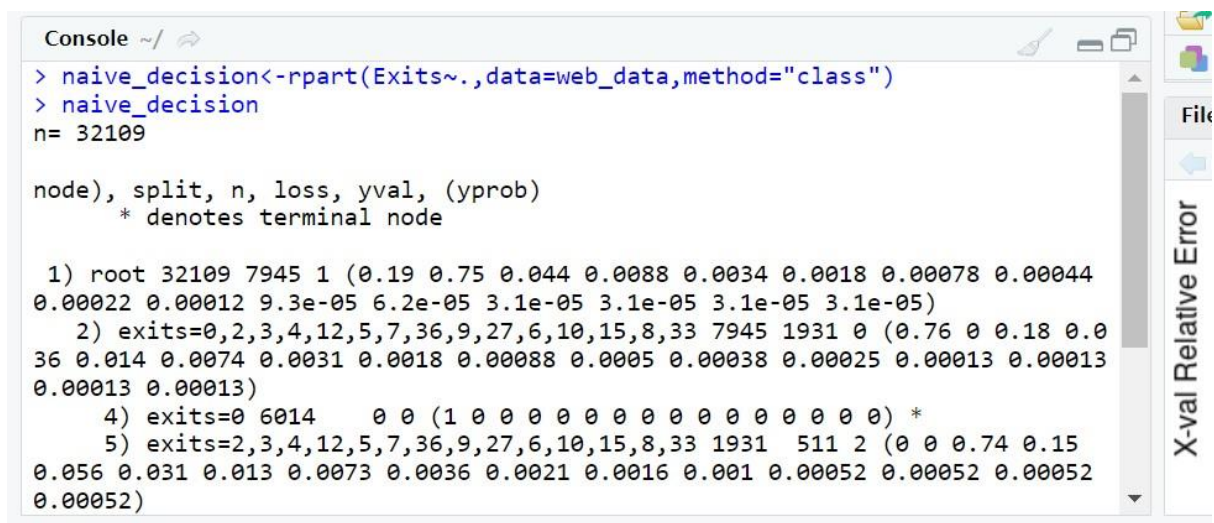 Console ~/
> naive_decision<-rpart(Exits~.,data=web_data,method="class")
> naive_decision
n= 32109
node), split, n, loss, yval, (yprob)
* denotes terminal node
1) root 32109 7945 1 (0.19 0.75 0.044 0.0088 0.0034 0.0018 0.00078 0.00044
0.00022 0.00012 9.3e-05 6.2e-05 3.1e-05 3.1e-05 3.1e-05 3.1e-05)
2) exits=0,2,3,4,12,5,7,36,9,27,6,10,15,8,33 7945 1931 0 (0.76 0 0.18 0.0
36 0.014 0.0074 0.0031 0.0018 0.00088 0.0005 0.00038 0.00025 0.00013 0.00013
0.00013 0.00013)
4) exits=0 6014 0 0 (1 0 0 0 0 0 0 0 0 0 0 0 0 0 0 0) *
5) exits=2,3,4,12,5,7,36,9,27,6,10,15,8,33 1931 511 2 (0 0 0.74 0.15
0.056 0.031 0.013 0.0073 0.0036 0.0021 0.0016 0.001 0.00052 0.00052 0.00052
0.00052)
File
X-val Relative Error